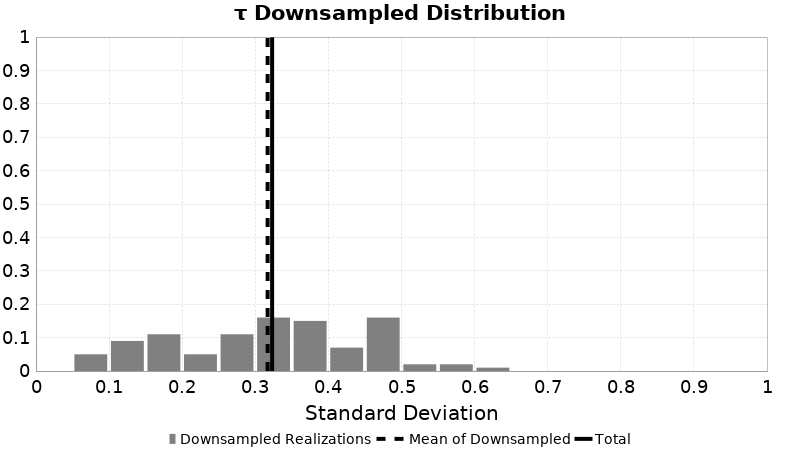 τ Downsampled Distribution
1
0.9
0.8
0.7
0.6
0.5
0.4
0.3
0.2
0.1
0
0 0.1 0.2 0.3 0.4 0.5 0.6 0.7 0.8 0.9 1
Standard Deviation
Downsampled Realizations Mean of Downsampled Total